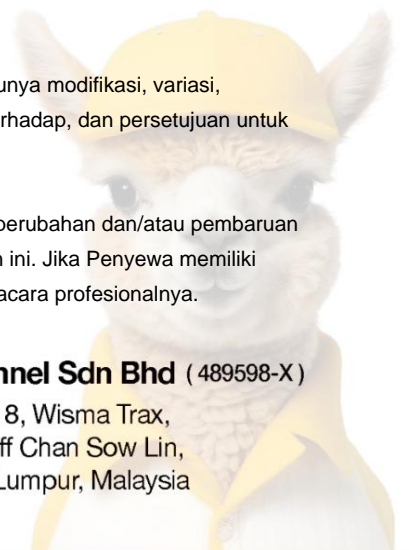 unya modifikasi, variasi,
rhadap, dan persetujuan untuk
perubahan dan/atau pembaruan
n ini. Jika Penyewa memiliki
acara profesionalnya.
nnel Sdn Bhd (489598-X)
8, Wisma Trax,
ff Chan Sow Lin,
Lumpur, Malaysia